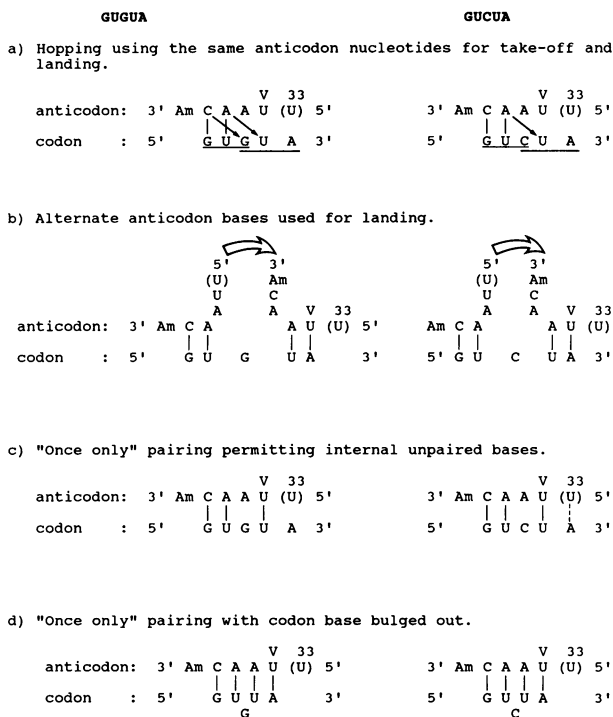 GUGUA GUCUA
a) Hopping using the same anticodon nucleotides for take-off and
landing.
V 33 V 33
anticodon: 3' Am C A A U (U) 5' 3' Am C A A U (U) 5'
codon : 5' G U G U A 3' 5' G U C U A 3'
b) Alternate anticodon bases used for landing.
5' 3' 5' 3'
(U) Am (U) Am
U C U C
A A V 33 A A V 33
anticodon: 3' Am C A A U (U) 5' Am C A A U (U)
codon : 5' G U G U A 3' 5' G U C U A 3'
c) "Once only" pairing permitting internal unpaired bases.
V 33 V 33
anticodon: 3' Am C A A U (U) 5' 3' Am C A A U (U) 5'
codon : 5' G U G U A 3' 5' G U C U A 3'
d) "Once only" pairing with codon base bulged out.
V 33 V 33
anticodon: 3' Am C A A U (U) 5' 3' Am C A A U (U) 5'
codon : 5' G U U A 3' 5' G U U A 3'
G C